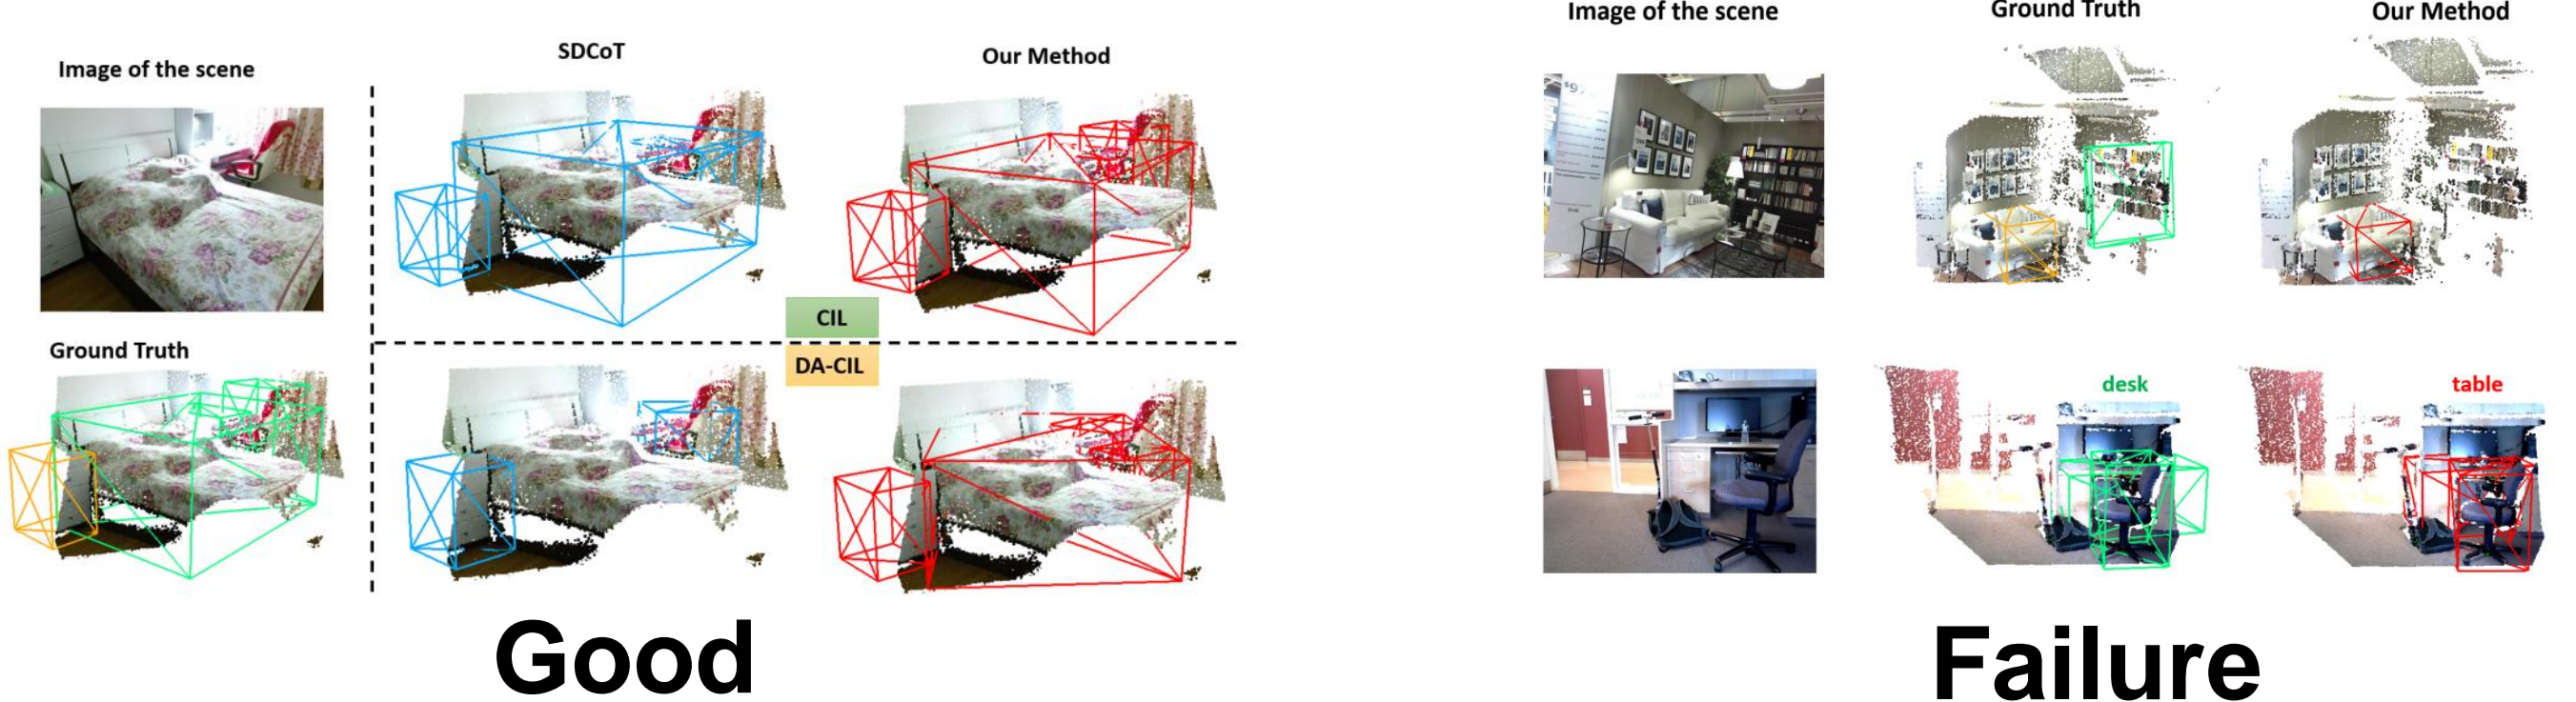 Image of the scene
SDCoT
Our Method
CIL
DA-CIL
Ground Truth
Good
Image of the scene
Ground Truth
Our Method
desk
table
Failure